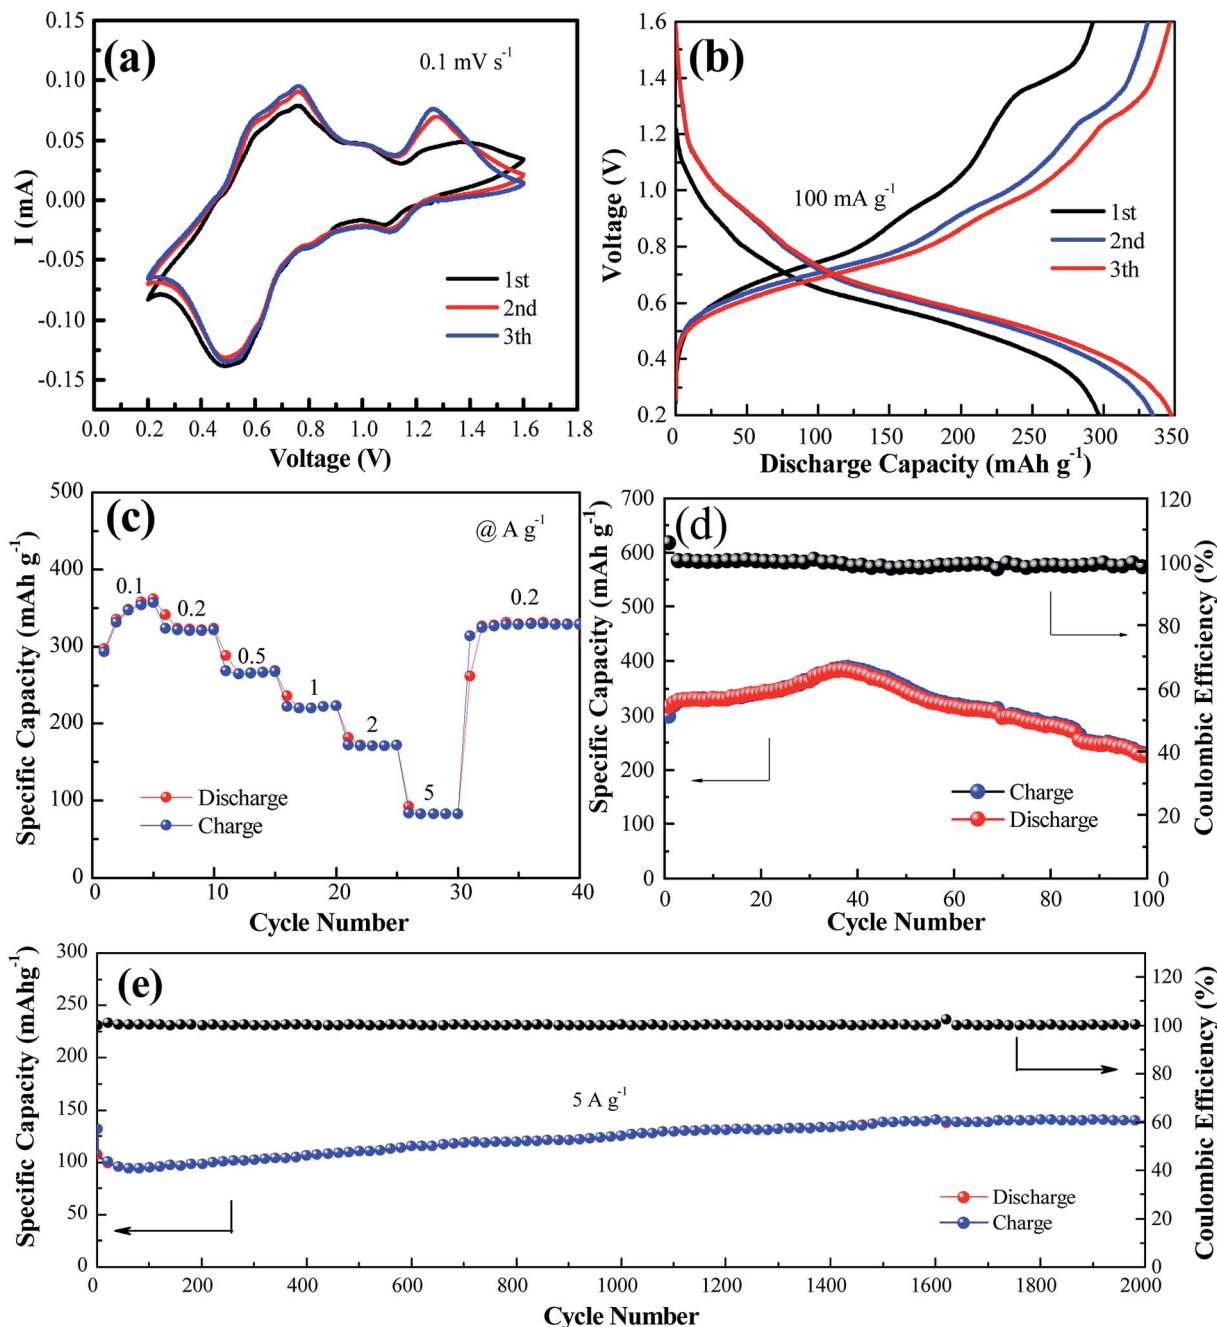 (a)
0.1 mV s⁻¹
I (mA)
0.15
0.10
0.05
0.00
-0.05
-0.10
-0.15
1st
2nd
3th
0.0 0.2 0.4 0.6 0.8 1.0 1.2 1.4 1.6 1.8
Voltage (V)
(b)
100 mA g⁻¹
Voltage (V)
1.6
1.4
1.2
1.0
0.8
0.6
0.4
0.2
1st
2nd
3th
0 50 100 150 200 250 300 350
Discharge Capacity (mAh g⁻¹)
(c)
@ A g⁻¹
Specific Capacity (mAh g⁻¹)
500
400
300
200
100
0
0.1
0.2
0.5
1
2
5
0.2
Discharge
Charge
0 10 20 30 40
Cycle Number
(d)
Specific Capacity (mAh g⁻¹)
700
600
500
400
300
200
100
0
Charge
Discharge
0 20 40 60 80 100
Cycle Number
120
100
80
60
40
20
0
Coulombic Efficiency (%)
(e)
5 A g⁻¹
Specific Capacity (mAhg⁻¹)
300
250
200
150
100
50
0
Discharge
Charge
0 200 400 600 800 1000 1200 1400 1600 1800 2000
Cycle Number
120
100
80
60
40
20
0
Coulombic Efficiency (%)